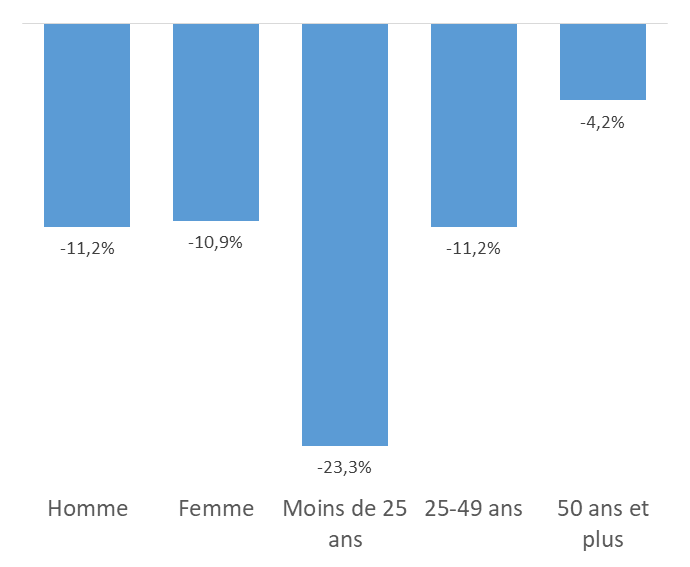 -4,2%
-11,2%
-10,9%
-11,2%
-23,3%
Homme
Femme
Moins de 25
ans
25-49 ans
50 ans et
plus